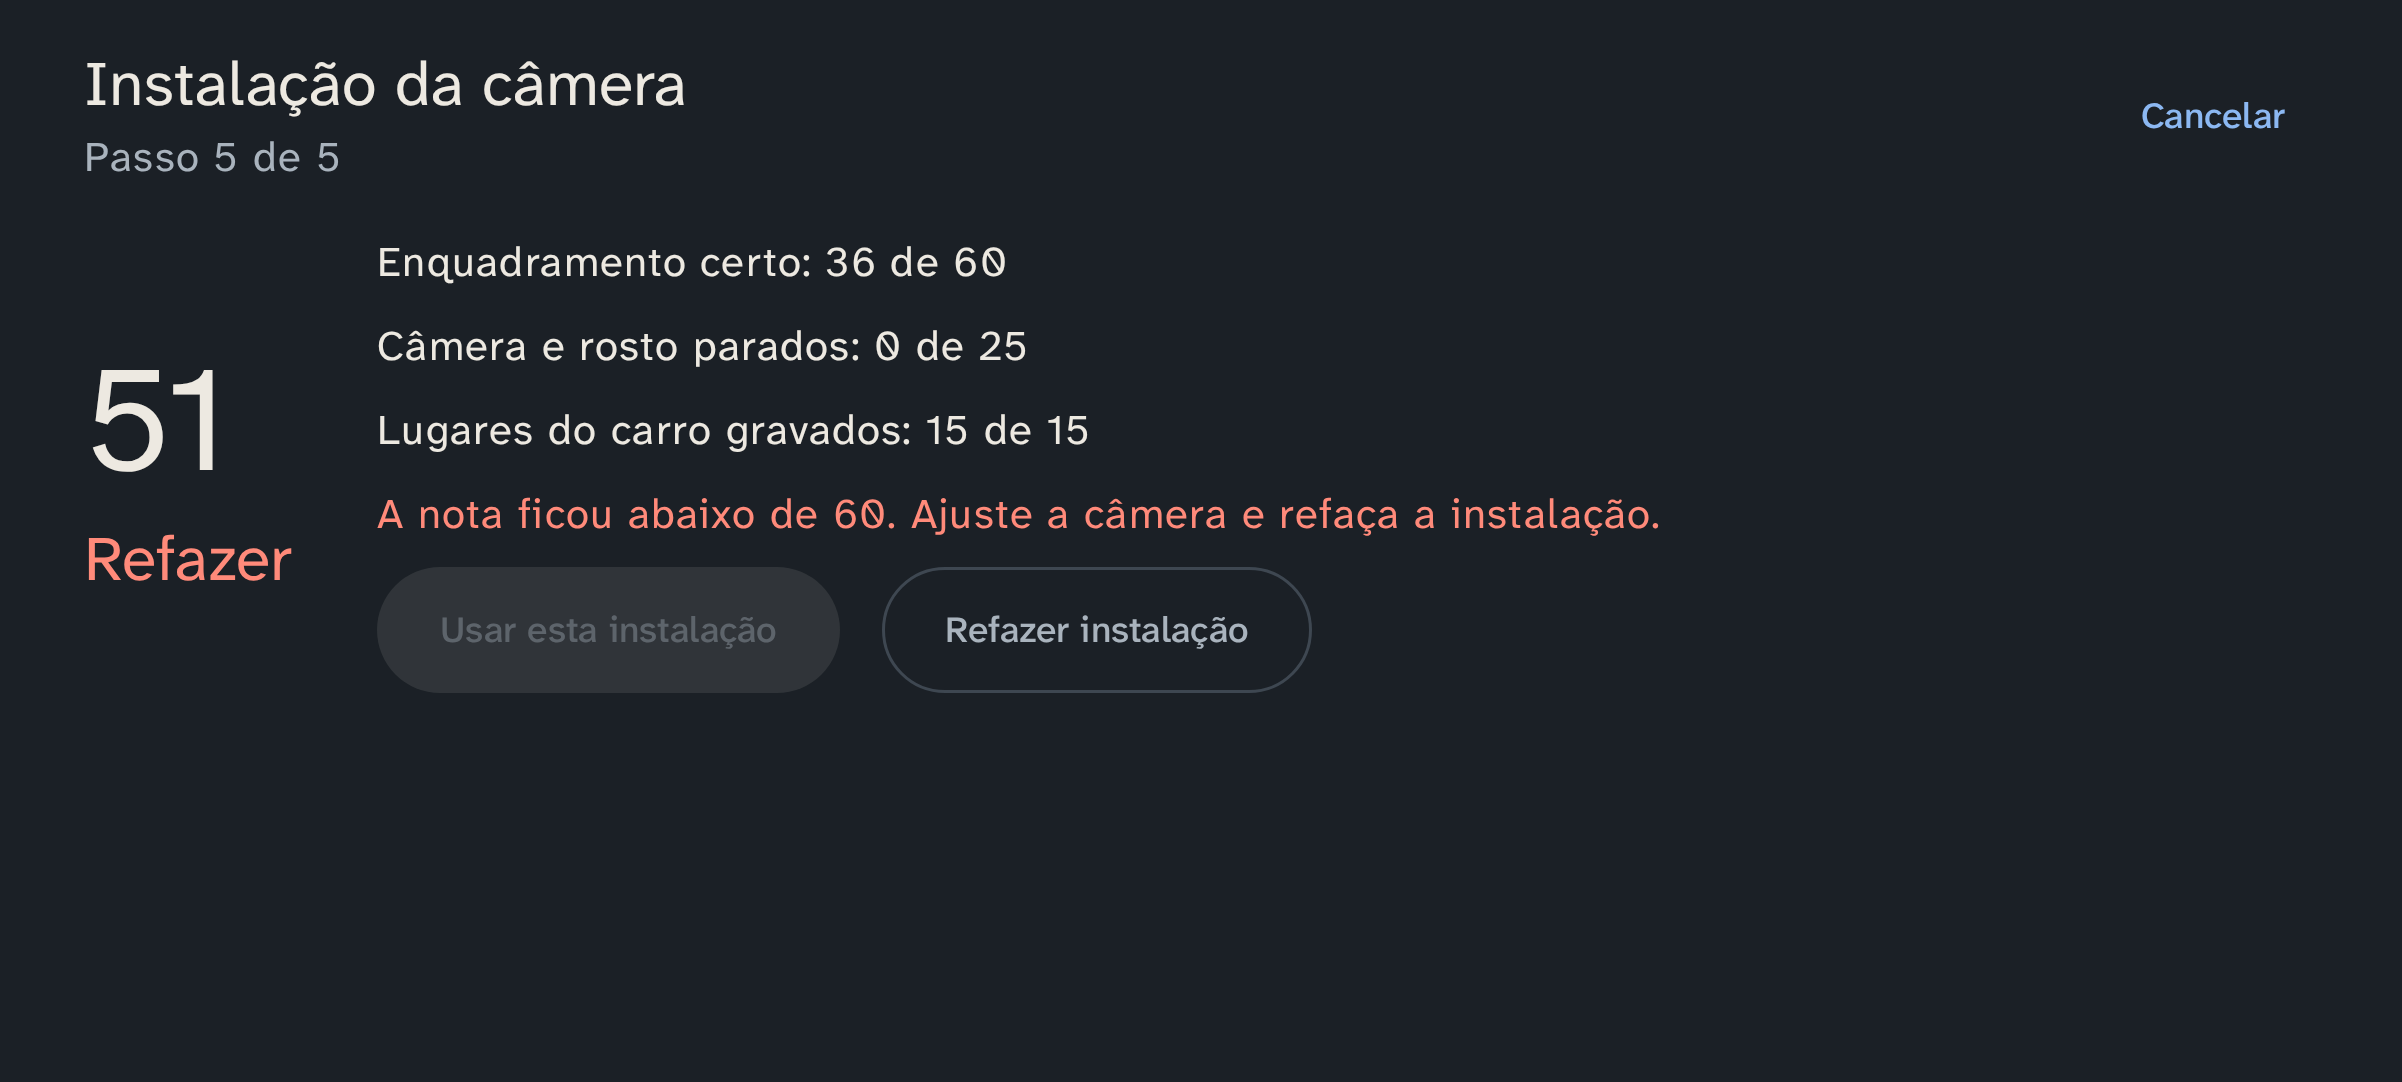 Instalação da câmera
Cancelar
Passo 5 de 5
Enquadramento certo: 36 de 60
Câmera e rosto parados: 0 de 25
51
Lugares do carro gravados: 15 de 15
A nota ficou abaixo de 60. Ajuste a câmera e refaça a instalação.
Refazer
Usar esta instalação
Refazer instalação